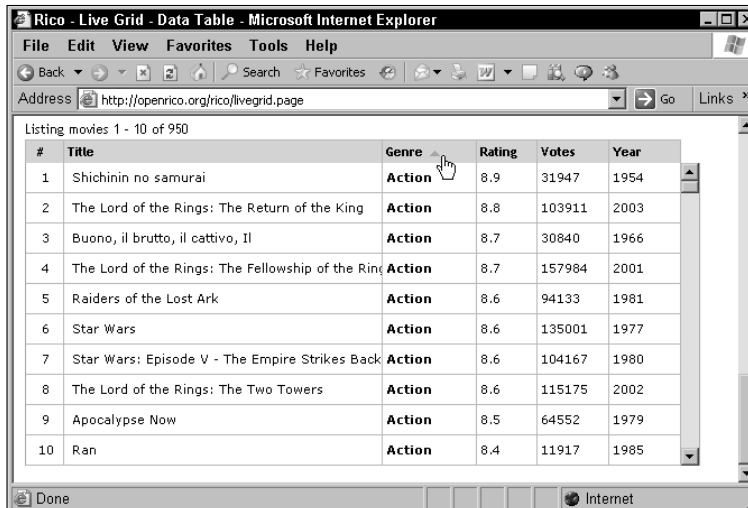 Rico - Live Grid - Data Table - Microsoft Internet Explorer
File Edit View Favorites Tools Help
Back Search Favorites
Address http://openrico.org/rico/livegrid.page Go Links »
Listing movies 1 - 10 of 950
# Title Genre Rating Votes Year
1 Shichinin no samurai Action 8.9 31947 1954
2 The Lord of the Rings: The Return of the King Action 8.8 103911 2003
3 Buono, il brutto, il cattivo, Il Action 8.7 30840 1966
4 The Lord of the Rings: The Fellowship of the Ring Action 8.7 157984 2001
5 Raiders of the Lost Ark Action 8.6 94133 1981
6 Star Wars Action 8.6 135001 1977
7 Star Wars: Episode V - The Empire Strikes Back Action 8.6 104167 1980
8 The Lord of the Rings: The Two Towers Action 8.6 115175 2002
9 Apocalypse Now Action 8.5 64552 1979
10 Ran Action 8.4 11917 1985
Done Internet